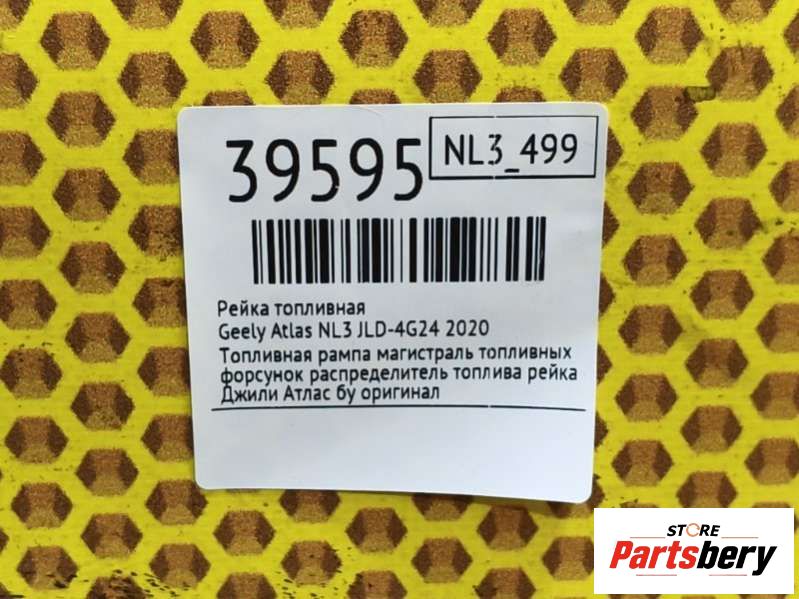 39595
NL3_499
Рейка топливная
Geely Atlas NL3 JLD-4G24 2020
Топливная рампа магистраль топливных
форсунок распределитель топлива рейка
Джили Атлас бу оригинал
STORE
Partsbery